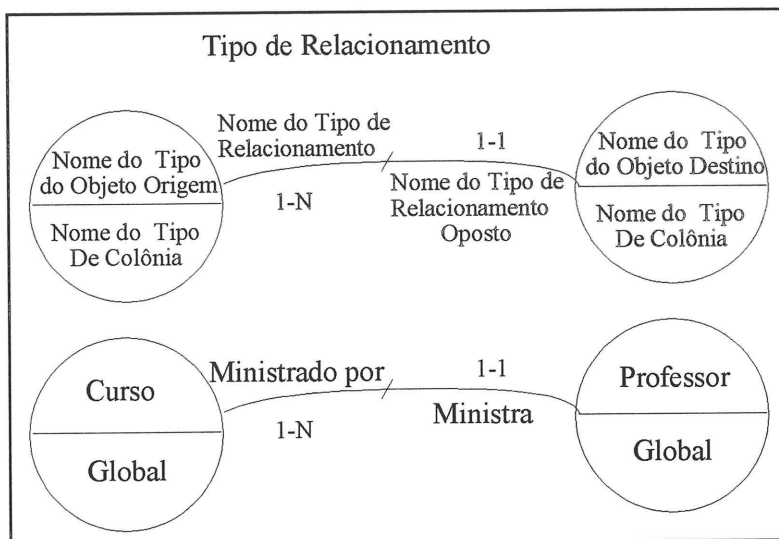 Tipo de Relacionamento
Nome do Tipo
do Objeto Origem
Nome do Tipo
De Colônia
Nome do Tipo de
Relacionamento
1-N
1-1
Nome do Tipo de
Relacionamento
Oposto
Nome do Tipo
do Objeto Destino
Nome do Tipo
De Colônia
Curso
Global
Ministrado por
1-N
1-1
Ministra
Professor
Global